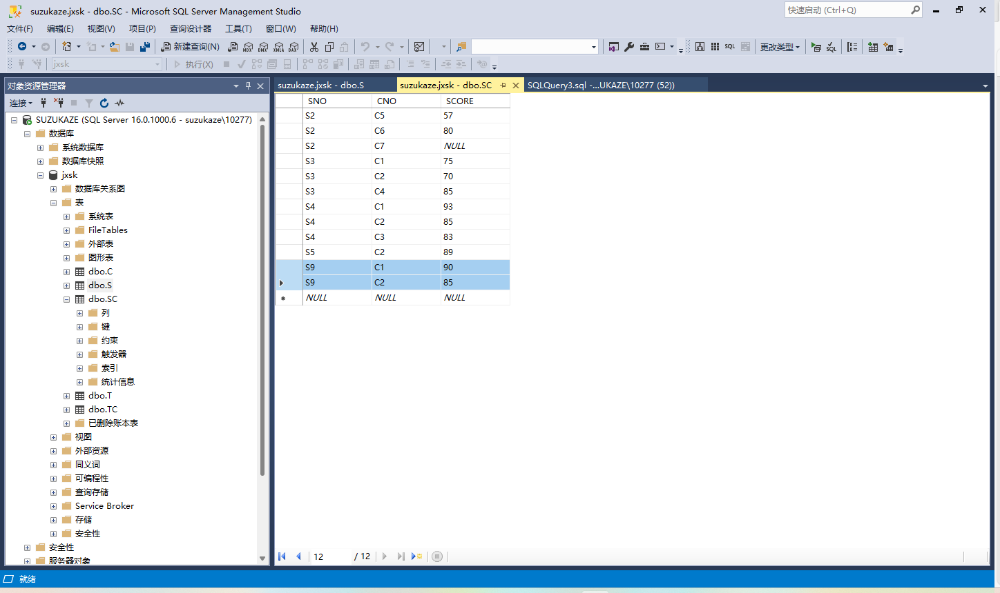 suzukaze.jxsk - dbo.SC - Microsoft SQL Server Management Studio
快速启动 (Ctrl+Q)
文件(F) 编辑(E) 视图(V) 项目(P) 查询设计器 工具(T) 窗口(W) 帮助(H)
新建查询(N) MDX DMX XMLA DAX SQL 更改类型 SQL
jxsk 执行(X)
对象资源管理器
suzukaze.jxsk - dbo.S
suzukaze.jxsk - dbo.SC
SQLQuery3.sql -...UKAZE\10277 (52))
连接
SUZUKAZE (SQL Server 16.0.1000.6 - suzukaze\10277)
数据库
系统数据库
数据库快照
jxsk
数据库关系图
表
系统表
FileTables
外部表
图形表
dbo.C
dbo.S
dbo.SC
列
键
约束
触发器
索引
统计信息
dbo.T
dbo.TC
已删除账本表
视图
外部资源
同义词
可编程性
查询存储
Service Broker
存储
安全性
安全性
服务器对象
SNO CNO SCORE
S2 C5 57
S2 C6 80
S2 C7 NULL
S3 C1 75
S3 C2 70
S3 C4 85
S4 C1 93
S4 C2 85
S4 C3 83
S5 C2 89
S9 C1 90
S9 C2 85
NULL NULL NULL
12 / 12
就绪